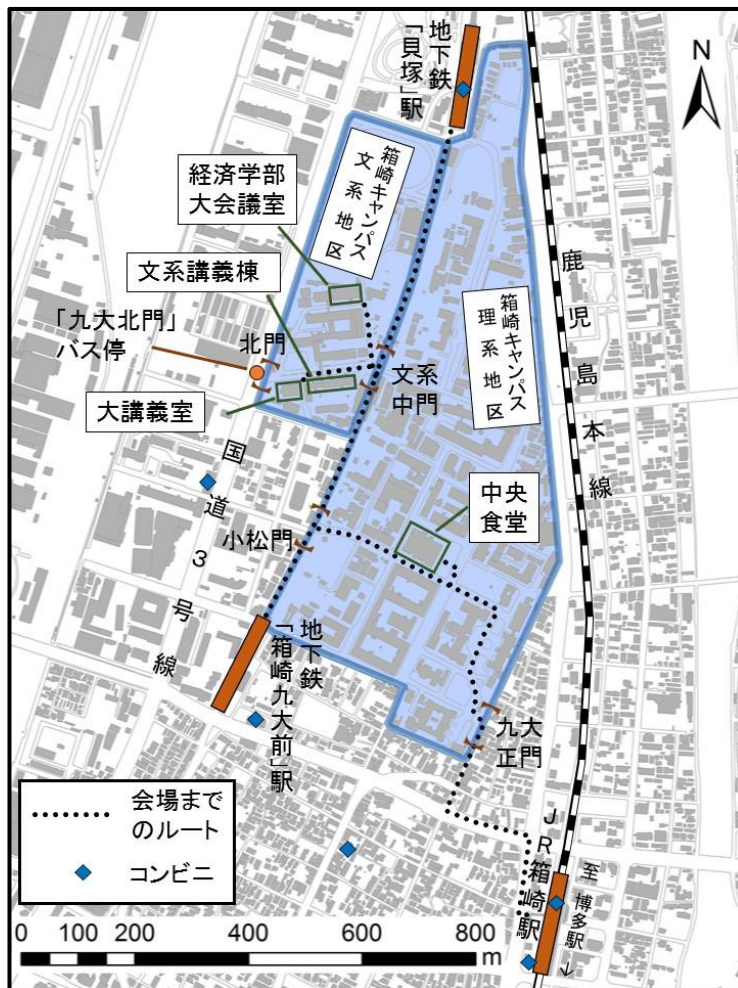 地下鉄
「貝塚」駅
N
経済学部
大会議室
箱崎キャンパス
文系地区
文系講義棟
「九大北門」
バス停
北門
箱崎キャンパス
理系地区
鹿児島本線
大講義室
文系
中門
国道3号線
中央
食堂
小松門
地下鉄
「箱崎九大前」駅
九大
正門
JR箱崎駅
至 博多駅→
会場まで
のルート
コンビニ
0 100 200 400 600 800
m